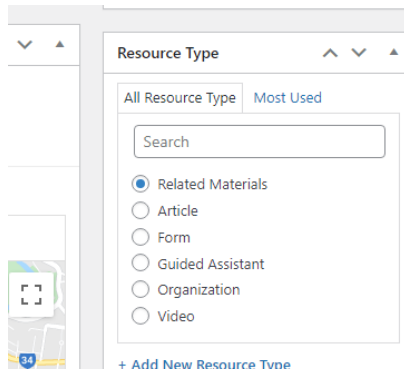 Resource Type
All Resource Type Most Used
Search
Related Materials
Article
Form
Guided Assistant
Organization
Video
34
+ Add New Resource Type